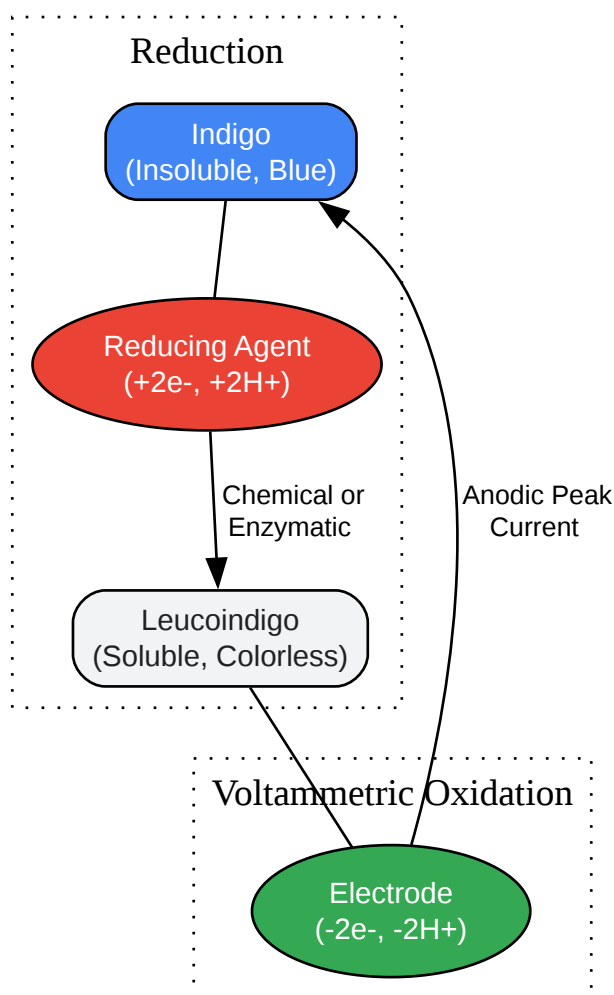 Reduction
Indigo
(Insoluble, Blue)
Reducing Agent
(+2e-, +2H+)
Chemical or
Enzymatic
Anodic Peak
Current
Leucoindigo
(Soluble, Colorless)
Voltammetric Oxidation
Electrode
(-2e-, -2H+)